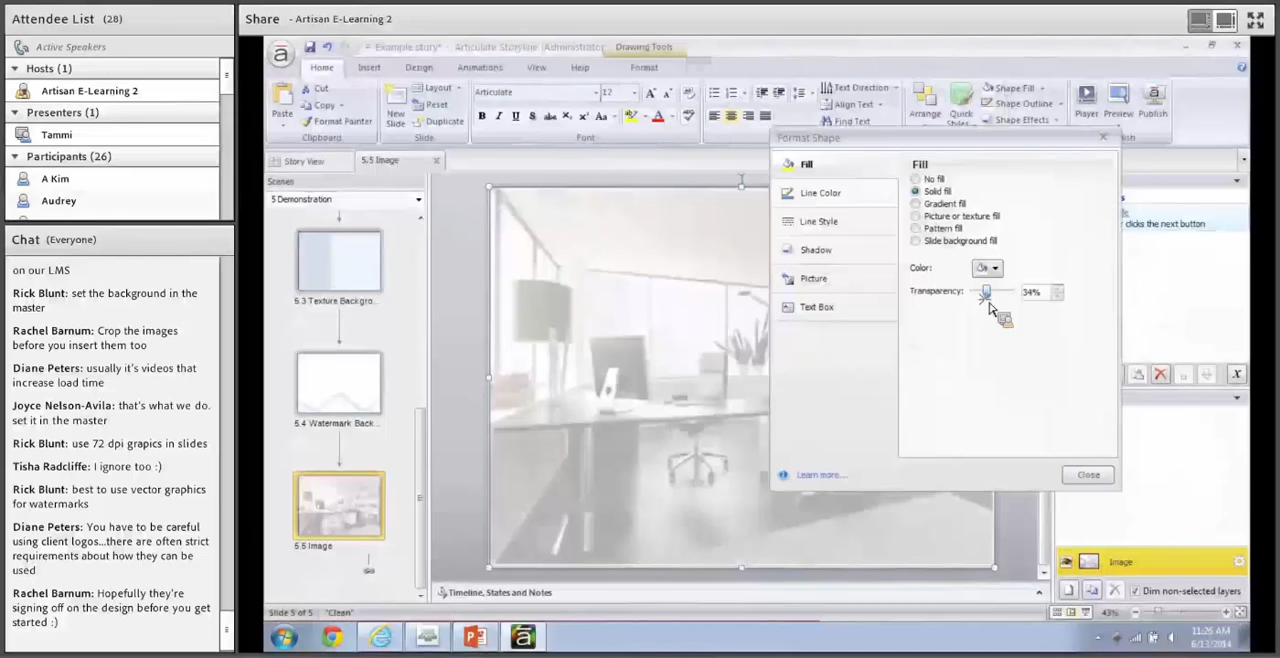 Attendee List (28)
Active Speakers
Hosts (1)
Artisan E-Learning 2
Presenters (1)
Tammi
Participants (26)
A Kim
Audrey
Chat (Everyone)
on our LMS
Rick Blunt: set the background in the
master
Rachel Barnum: Crop the images
before you insert them too
Diane Peters: usually it's videos that
increase load time
Joyce Nelson-Avila: that's what we do.
set it in the master
Rick Blunt: use 72 dpi grapics in slides
Tisha Radcliffe: I ignore too :)
Rick Blunt: best to use vector graphics
for watermarks
Diane Peters: You have to be careful
using client logos...there are often strict
requirements about how they can be
used
Rachel Barnum: Hopefully they're
signing off on the design before you get
started :)
Share - Artisan E-Learning 2
Example.story* - Articulate Storyline (Administrator
Drawing Tools
Home Insert Design Animations View Help Format
Paste
Cut
Copy
Format Painter
Clipboard
New
Slide
Layout
Reset
Duplicate
Slide
Articulate 12
B I U S abc Aa A
Font
Text Direction
Align Text
Find Text
Arrange
Quick
Styles
Shape Fill
Shape Outline
Shape Effects
Player Preview Publish
Story View
5.5 Image
Scenes
5 Demonstration
5.3 Texture Backgro...
5.4 Watermark Back...
5.5 Image
Format Shape
Fill
Line Color
Line Style
Shadow
Picture
Text Box
Fill
No fill
Solid fill
Gradient fill
Picture or texture fill
Pattern fill
Slide background fill
Color:
Transparency: 34%
Learn more...
Close
clicks the next button
X
Image
Dim non-selected layers
Timeline, States and Notes
Slide 5 of 5 "Clean"
43%
11:26 AM
6/13/2014